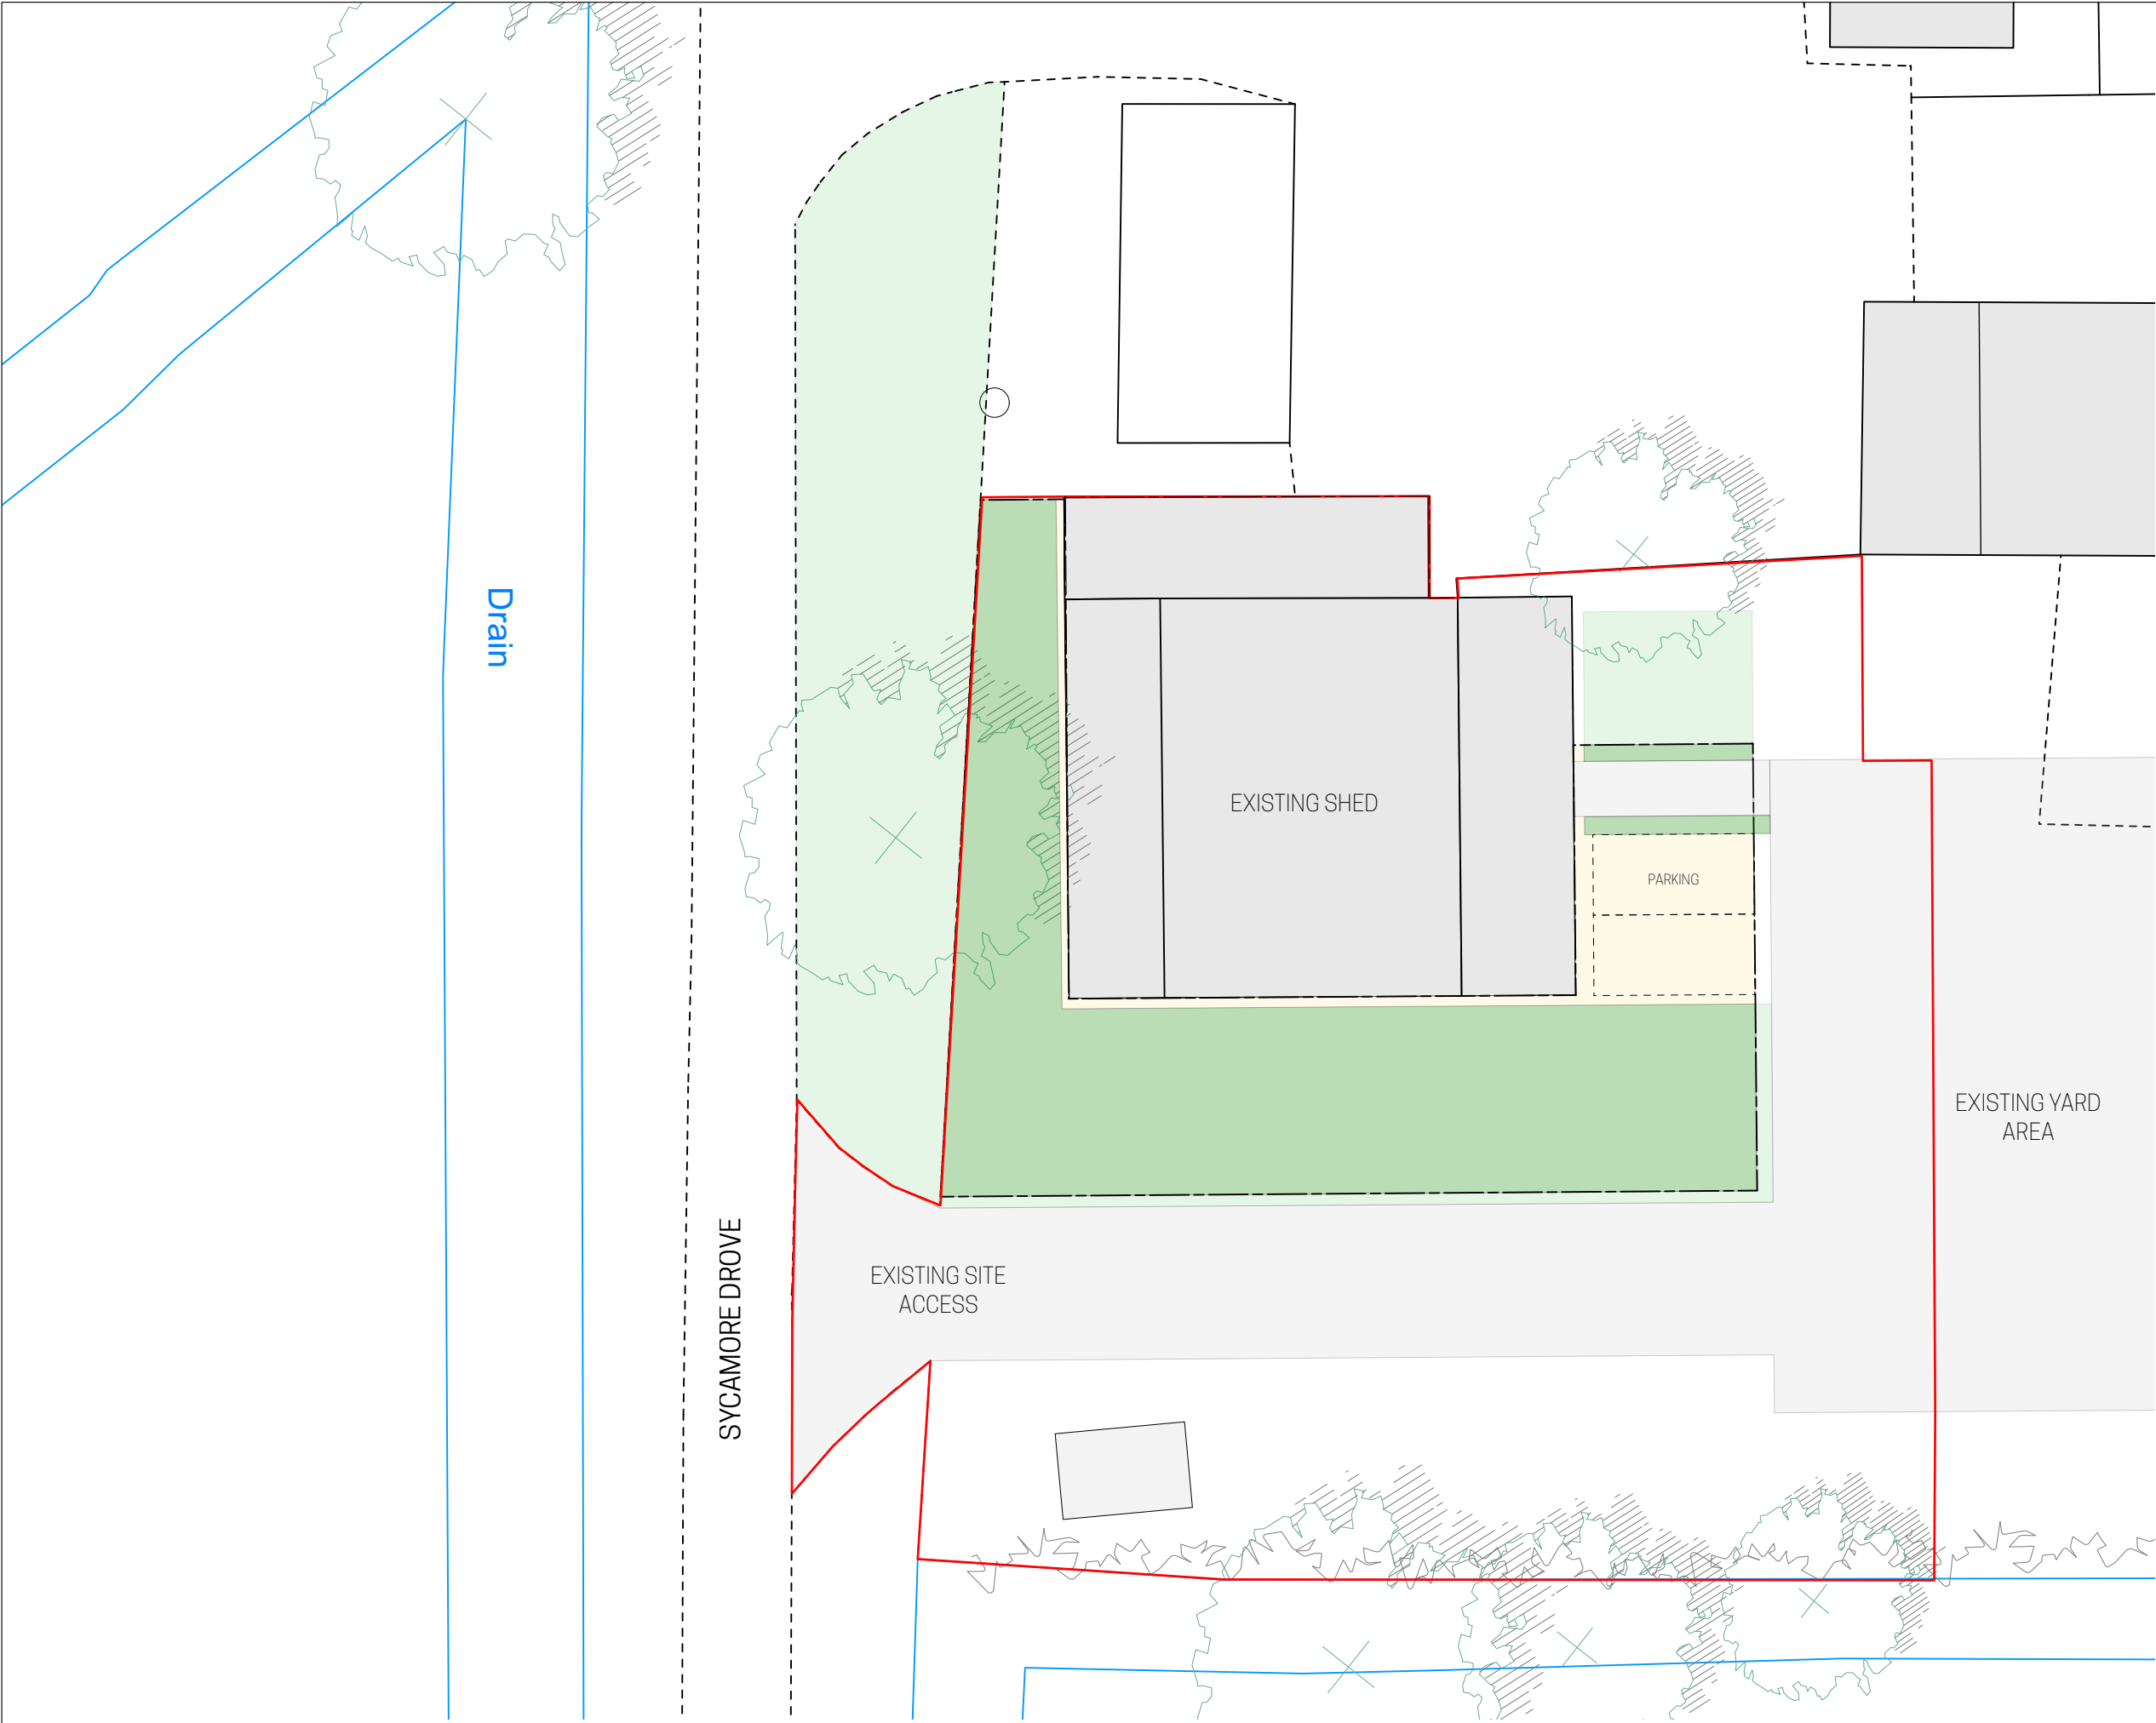 Drain
EXISTING SHED
PARKING
EXISTING YARD
AREA
EXISTING SITE
ACCESS
SYCAMORE DROVE